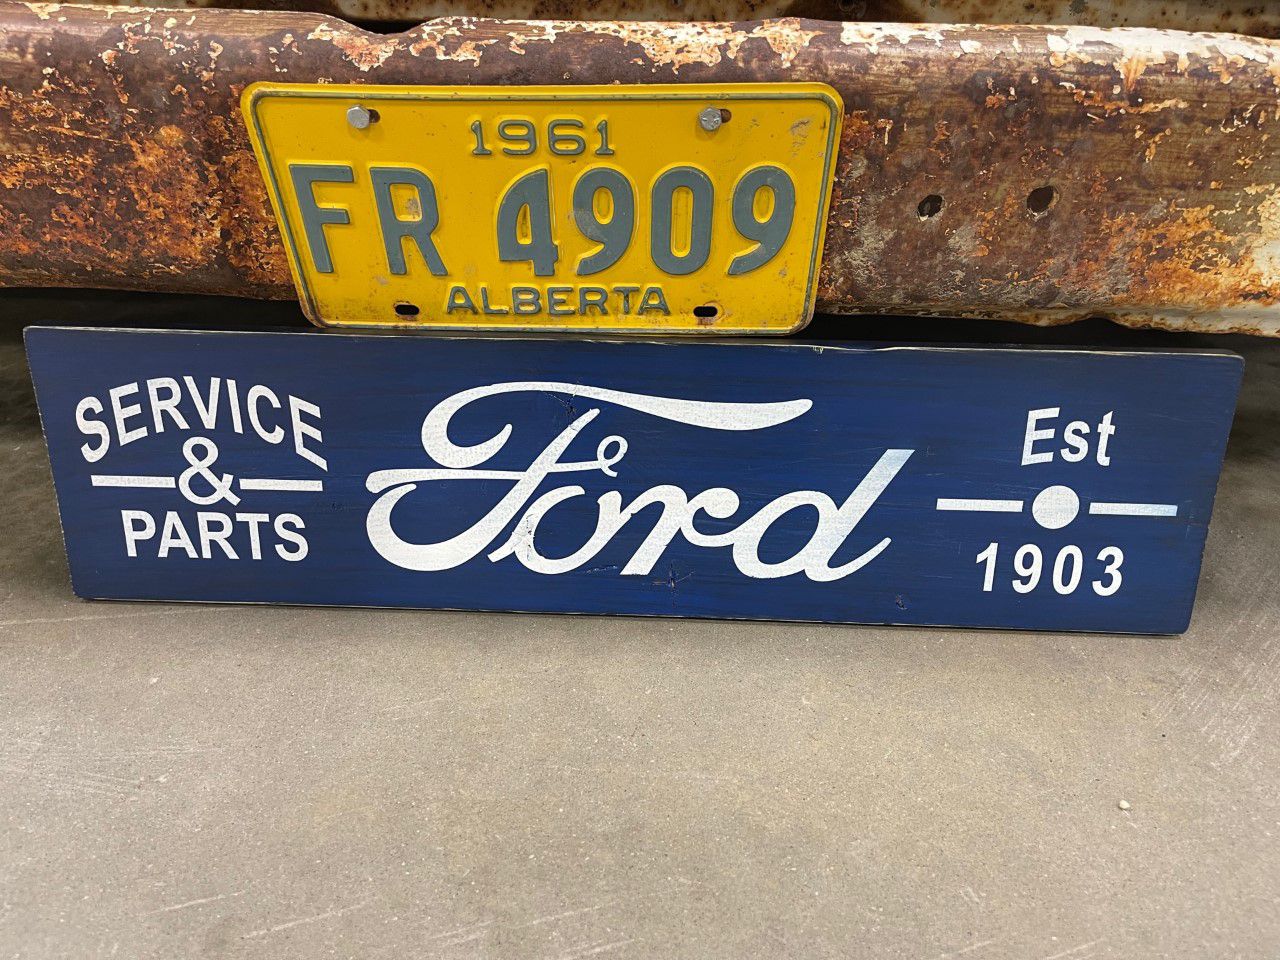 1961
FR 4909
ALBERTA
SERVICE
&
PARTS
Ford
Est
1903